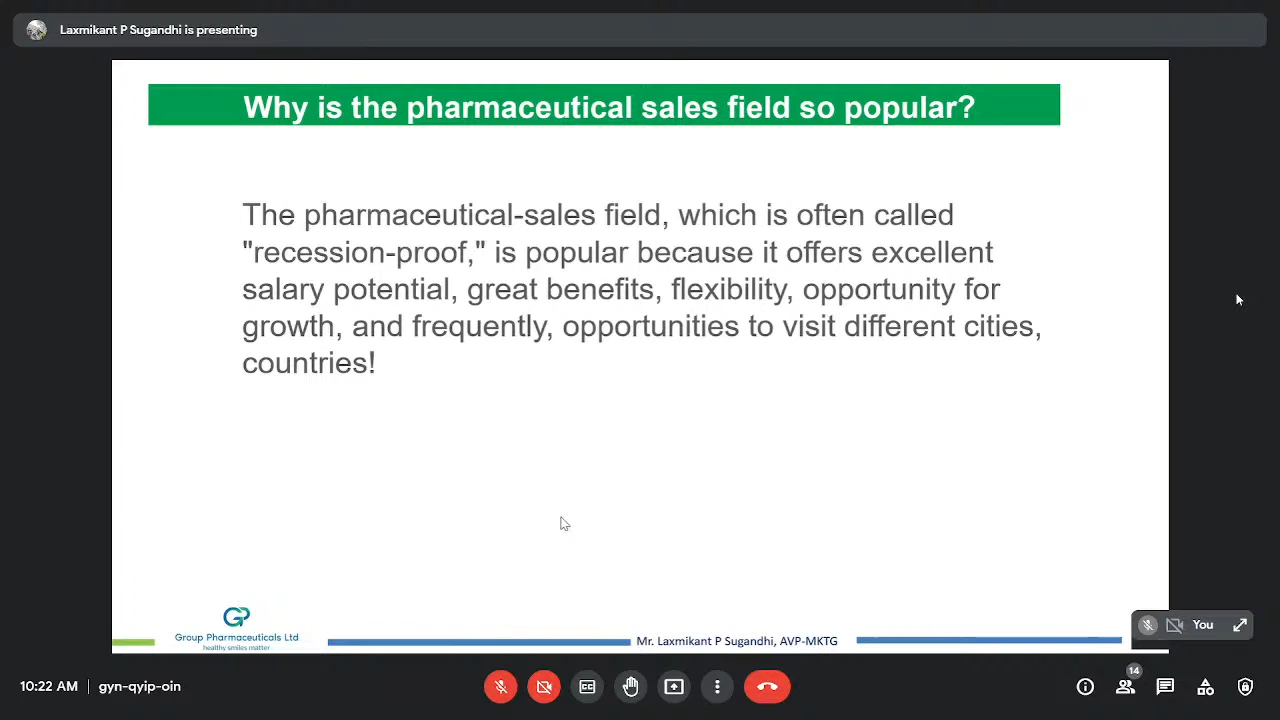 Laxmikant P Sugandhi is presenting
Why is the pharmaceutical sales field so popular?
The pharmaceutical-sales field, which is often called
"recession-proof," is popular because it offers excellent
salary potential, great benefits, flexibility, opportunity for
growth, and frequently, opportunities to visit different cities,
countries!
GP
Group Pharmaceuticals Ltd
healthy smiles matter
Mr. Laxmikant P Sugandhi, AVP-MKTG
You
10:22 AM | gyn-qyip-oin
14